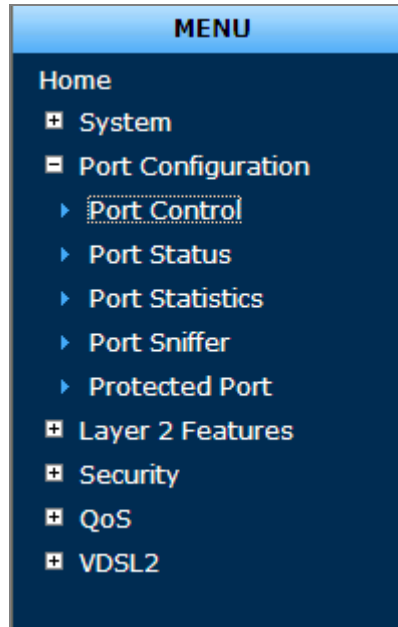 MENU
Home
System
Port Configuration
Port Control
Port Status
Port Statistics
Port Sniffer
Protected Port
Layer 2 Features
Security
QoS
VDSL2